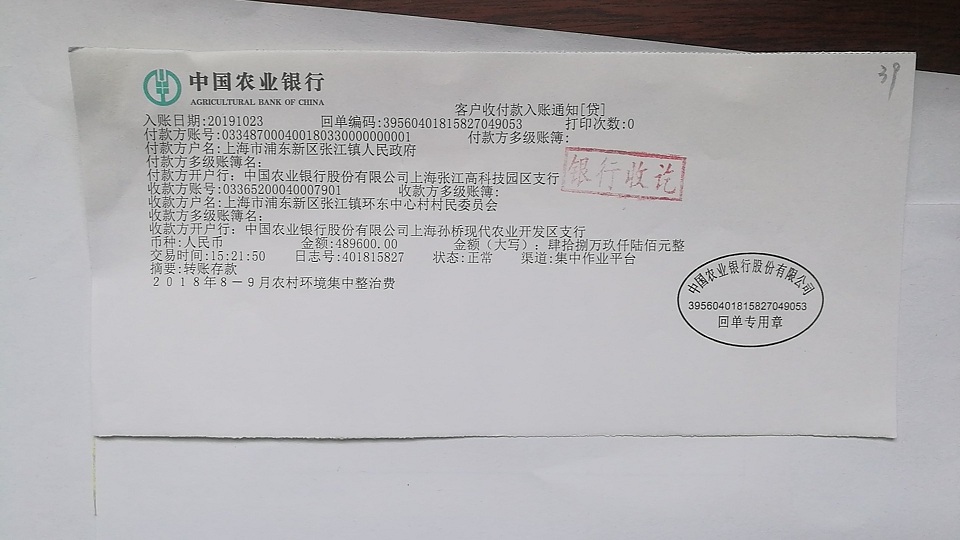 39
中国农业银行
AGRICULTURAL BANK OF CHINA
客户收付款入账通知[贷]
入账日期:20191023 回单编码:39560401815827049053 打印次数:0
付款方账号:03348700040018033000000000​1 付款方多级账簿:
付款方户名:上海市浦东新区张江镇人民政府
付款方多级账簿名:
付款方开户行: 中国农业银行股份有限公司上海张江高科技园区支行
收款方账号:03365200040007901 收款方多级账簿:
收款方户名:上海市浦东新区张江镇环东中心村村民委员会
收款方多级账簿名:
收款方开户行: 中国农业银行股份有限公司上海孙桥现代农业开发区支行
币种:人民币 金额:489600.00 金额(大写): 肆拾捌万玖仟陆佰元整
交易时间:15:21:50 日志号:401815827 状态:正常 渠道:集中作业平台
摘要:转账存款
2018年8-9月农村环境集中整治费
银行收讫
中国农业银行股份有限公司
39560401815827049053
回单专用章